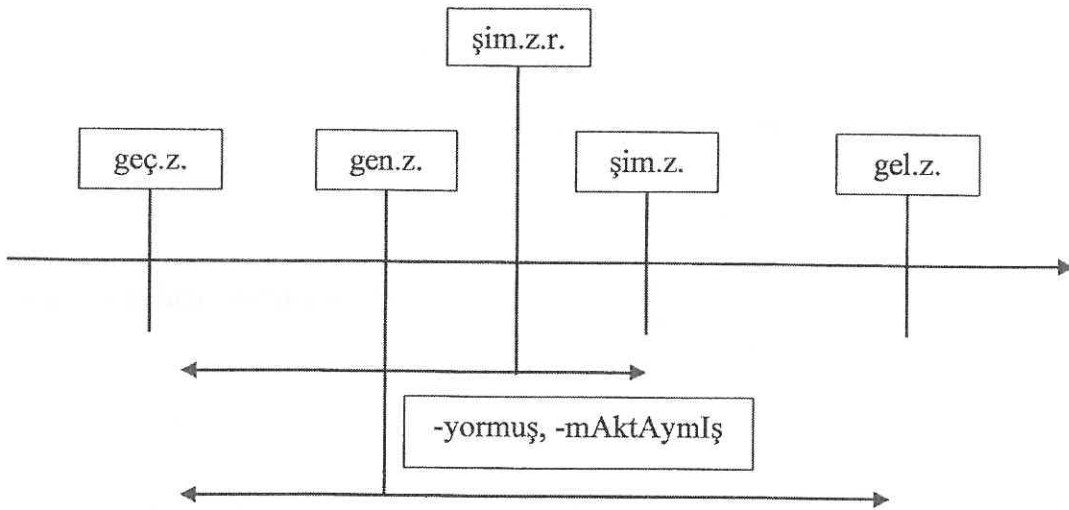 şim.z.r.
geç.z.
gen.z.
şim.z.
gel.z.
-yormuş, -mAktAymIş